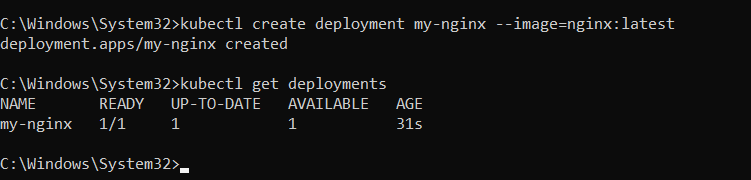 C:\Windows\System32>kubectl create deployment my-nginx --image=nginx:latest
deployment.apps/my-nginx created
C:\Windows\System32>kubectl get deployments
NAME READY UP-TO-DATE AVAILABLE AGE
my-nginx 1/1 1 1 31s
C:\Windows\System32>